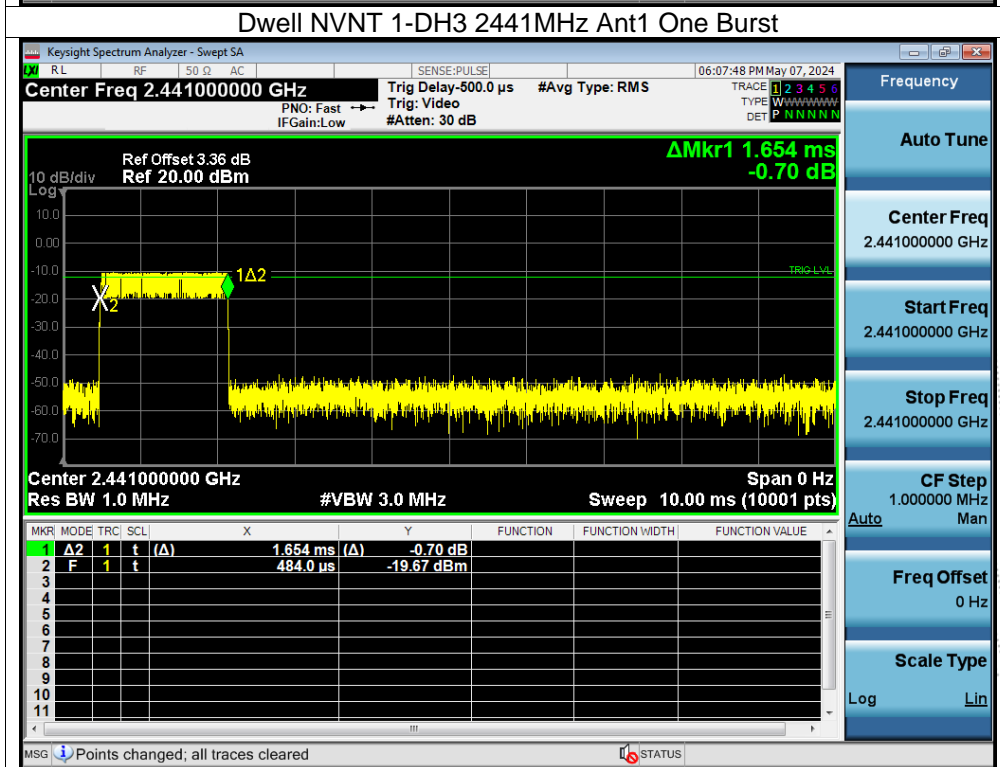 Dwell NVNT 1-DH3 2441MHz Ant1 One Burst
Keysight Spectrum Analyzer - Swept SA
LXI RL RF 50 Ω AC SENSE:PULSE 06:07:48 PM May 07, 2024
Center Freq 2.441000000 GHz Trig Delay-500.0 µs #Avg Type: RMS TRACE 1 2 3 4 5 6
PNO: Fast Trig: Video TYPE WWWWWW
IFGain:Low #Atten: 30 dB DET P N N N N N
Frequency
Auto Tune
Center Freq
2.441000000 GHz
Start Freq
2.441000000 GHz
Stop Freq
2.441000000 GHz
CF Step
1.000000 MHz
Auto Man
Freq Offset
0 Hz
Scale Type
Log Lin
ΔMkr1 1.654 ms
-0.70 dB
Ref Offset 3.36 dB
10 dB/div Ref 20.00 dBm
Log
10.0
0.00
-10.0
-20.0
-30.0
-40.0
-50.0
-60.0
-70.0
1Δ2
2
TRIG LVL
Center 2.441000000 GHz Span 0 Hz
Res BW 1.0 MHz #VBW 3.0 MHz Sweep 10.00 ms (10001 pts)
MKR MODE TRC SCL X Y FUNCTION FUNCTION WIDTH FUNCTION VALUE
1 Δ2 1 t (Δ) 1.654 ms (Δ) -0.70 dB
2 F 1 t 484.0 µs -19.67 dBm
3
4
5
6
7
8
9
10
11
MSG Points changed; all traces cleared STATUS